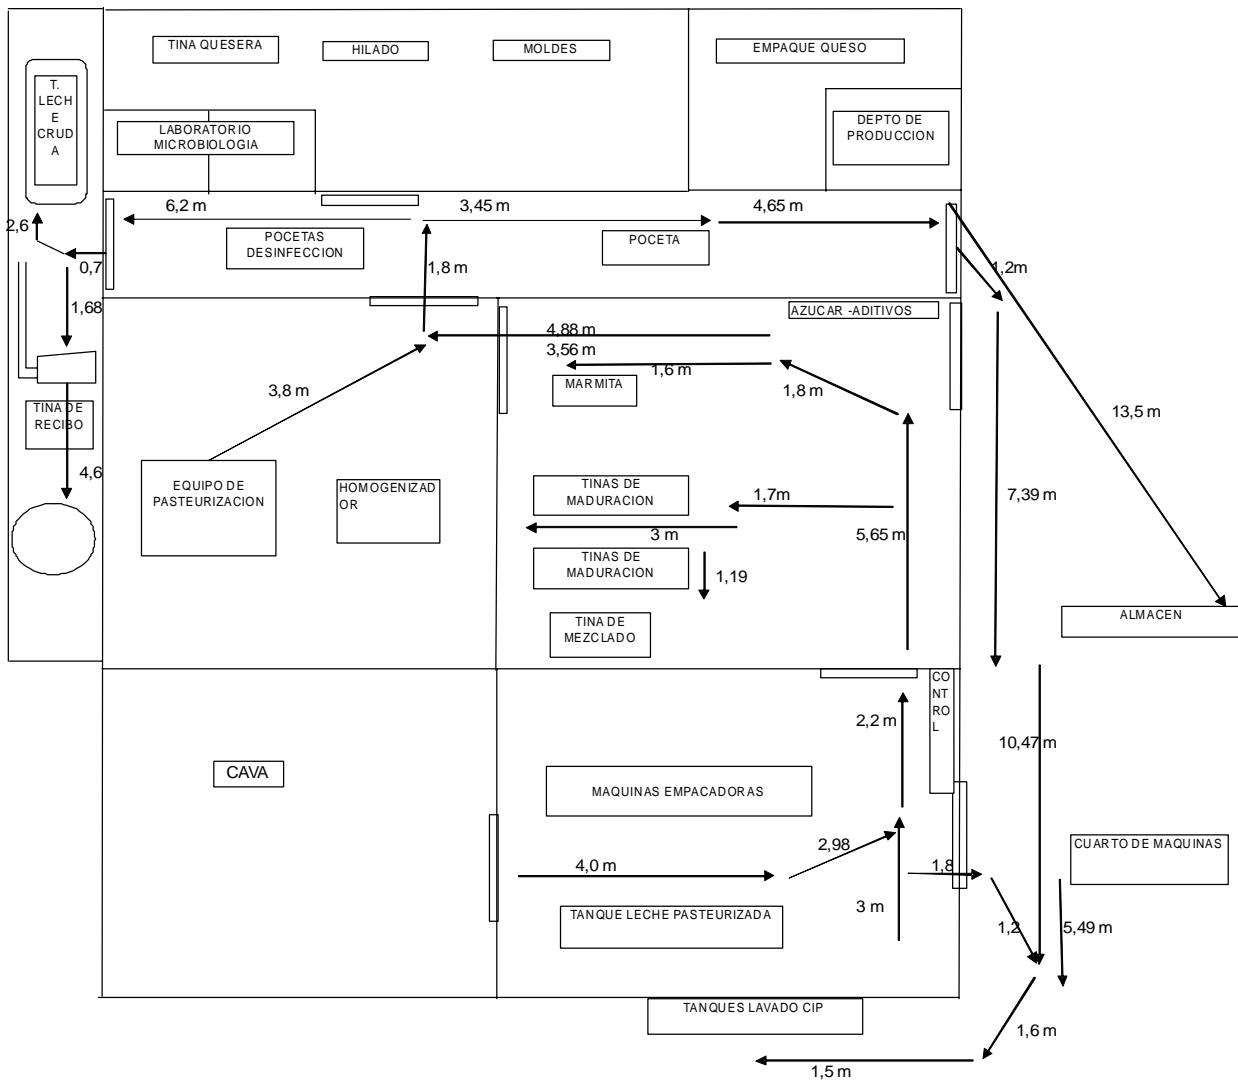 TINA QUESERA
HILADO
MOLDES
EMPAQUE QUESO
T.
LECH
E
CRUD
A
LABORATORIO
MICROBIOLOGIA
DEPTO DE
PRODUCCION
6,2 m
3,45 m
4,65 m
2,6
POCETAS
DESINFECCION
POCETA
0,7
1,8 m
1,2m
1,68
AZUCAR -ADITIVOS
4,88 m
3,56 m
1,6 m
MARMITA
1,8 m
3,8 m
13,5 m
TINA DE
RECIBO
4,6
EQUIPO DE
PASTEURIZACION
HOMOGENIZAD
OR
TINAS DE
MADURACION
1,7m
7,39 m
3 m
5,65 m
TINAS DE
MADURACION
1,19
TINA DE
MEZCLADO
ALMACEN
CO
NT
RO
L
2,2 m
10,47 m
CAVA
MAQUINAS EMPACADORAS
2,98
CUARTO DE MAQUINAS
4,0 m
1,8
3 m
TANQUE LECHE PASTEURIZADA
1,2
5,49 m
TANQUES LAVADO CIP
1,6 m
1,5 m